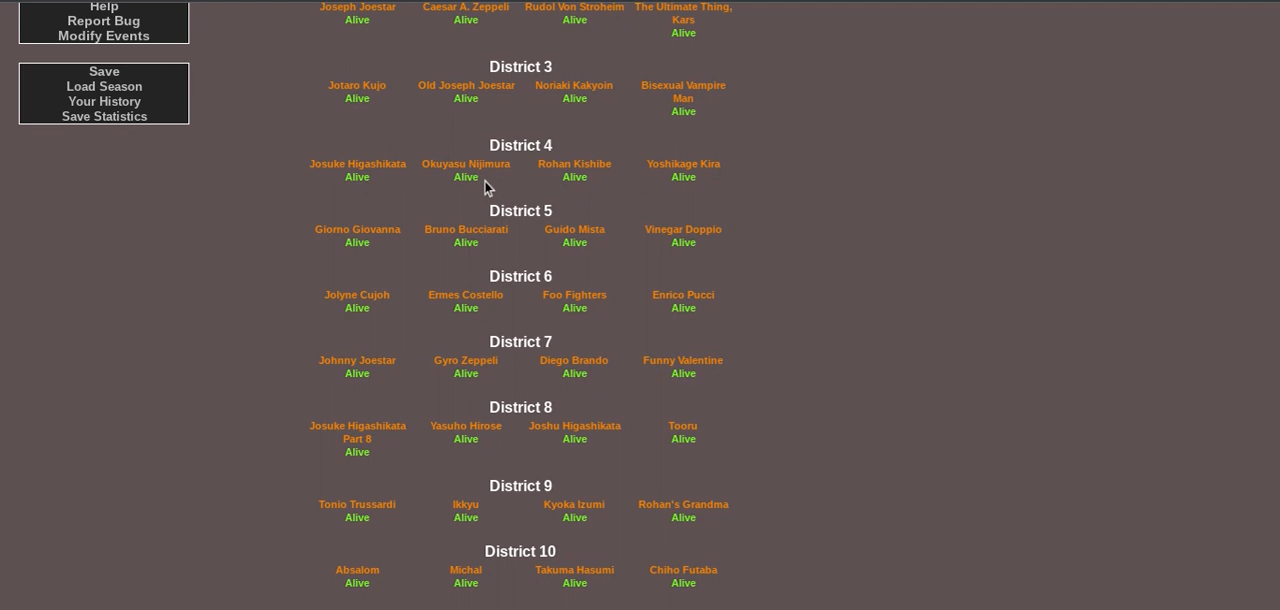 Help
Report Bug
Modify Events
Save
Load Season
Your History
Save Statistics
Joseph Joestar Caesar A. Zeppeli Rudol Von Stroheim The Ultimate Thing,
Kars
Alive Alive Alive Alive
District 3
Jotaro Kujo Old Joseph Joestar Noriaki Kakyoin Bisexual Vampire
Man
Alive Alive Alive Alive
District 4
Josuke Higashikata Okuyasu Nijimura Rohan Kishibe Yoshikage Kira
Alive Alive Alive Alive
District 5
Giorno Giovanna Bruno Bucciarati Guido Mista Vinegar Doppio
Alive Alive Alive Alive
District 6
Jolyne Cujoh Ermes Costello Foo Fighters Enrico Pucci
Alive Alive Alive Alive
District 7
Johnny Joestar Gyro Zeppeli Diego Brando Funny Valentine
Alive Alive Alive Alive
District 8
Josuke Higashikata Yasuho Hirose Joshu Higashikata Tooru
Part 8
Alive Alive Alive Alive
District 9
Tonio Trussardi Ikkyu Kyoka Izumi Rohan's Grandma
Alive Alive Alive Alive
District 10
Absalom Michal Takuma Hasumi Chiho Futaba
Alive Alive Alive Alive